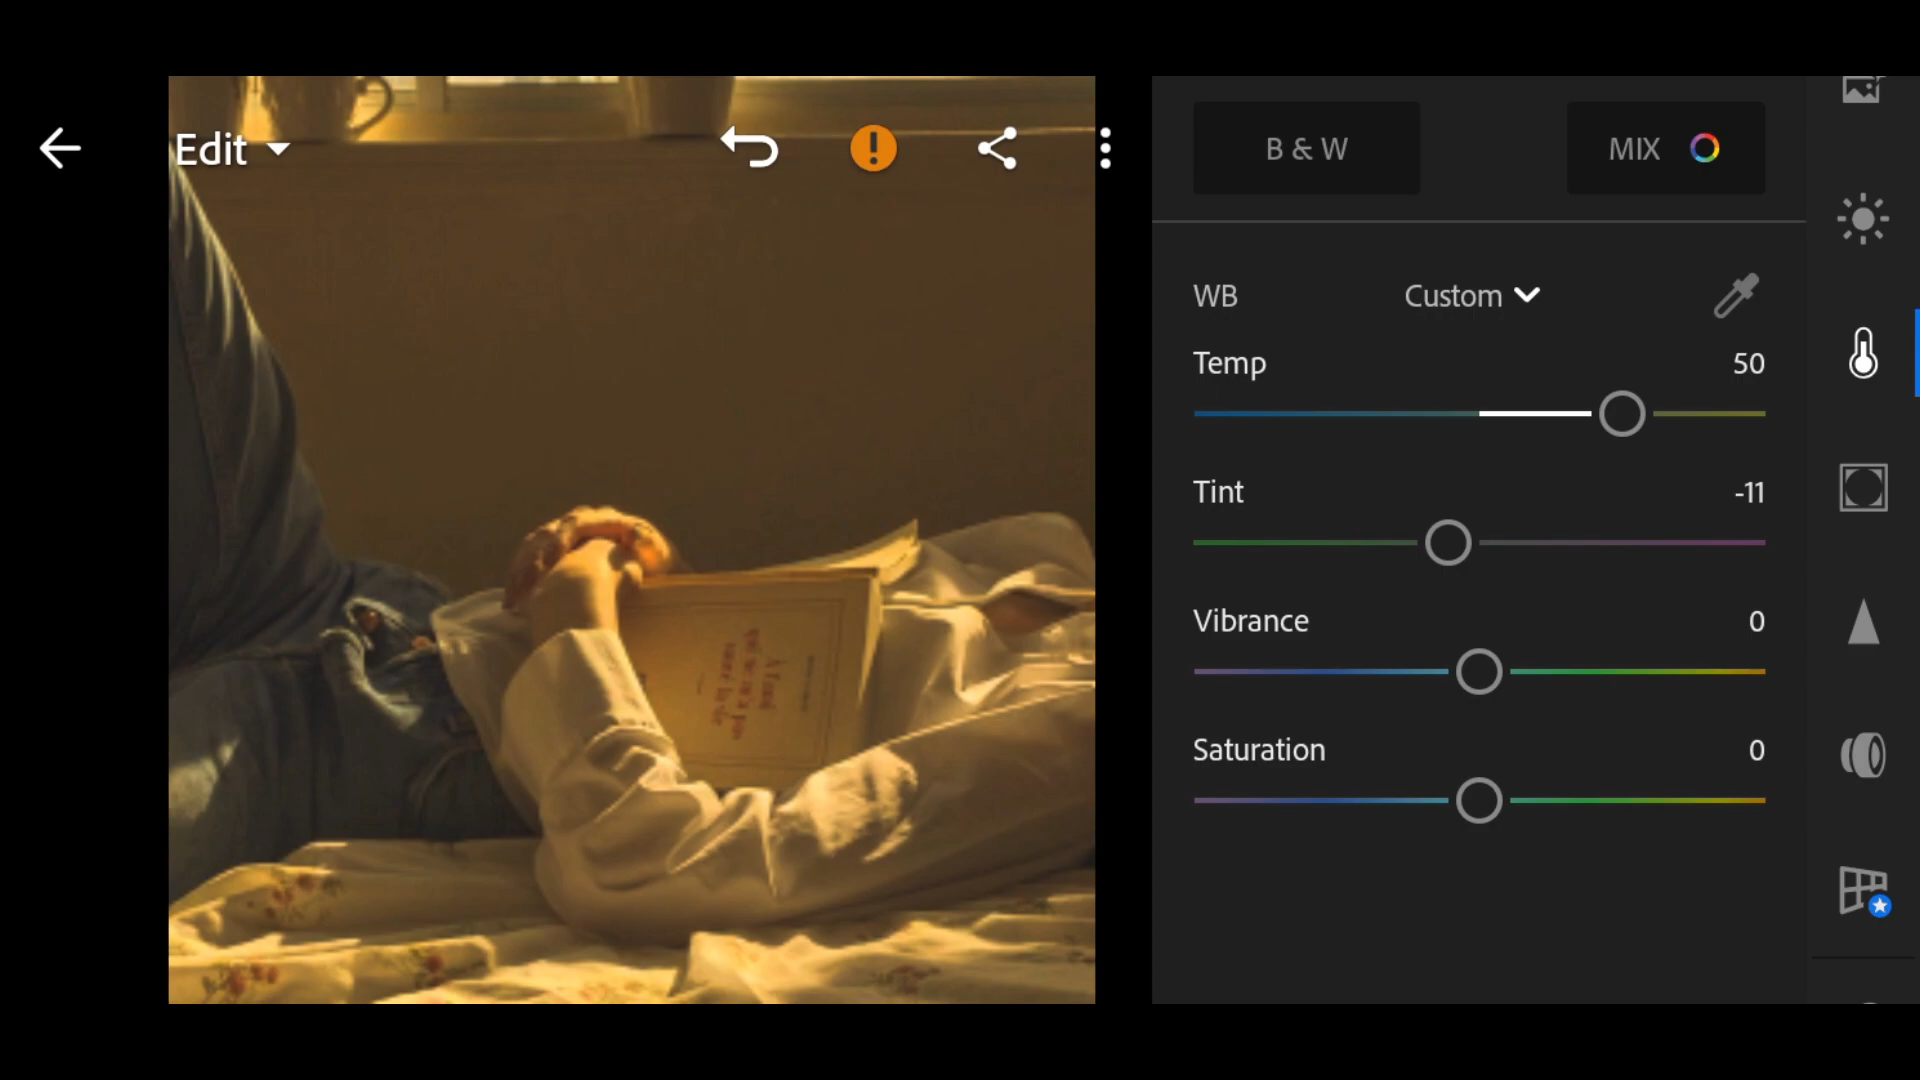 Edit
B & W
MIX
WB
Custom
Temp
50
Tint
-11
Vibrance
0
Saturation
0